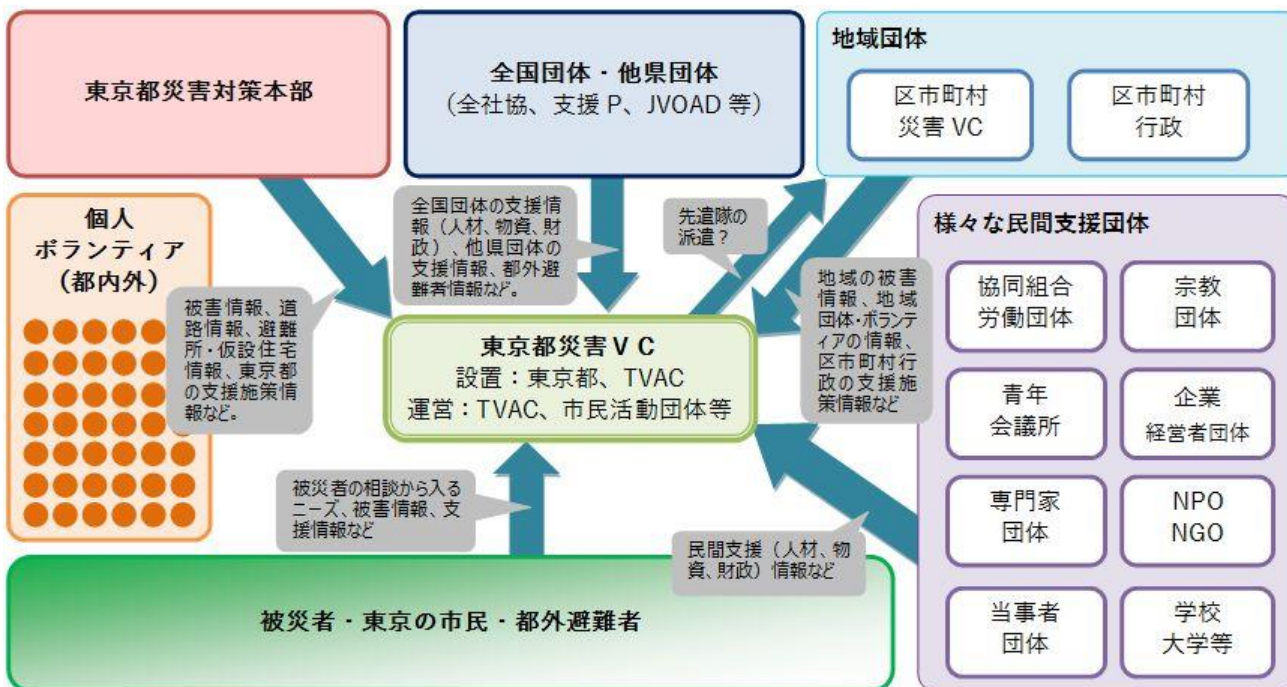 東京都災害対策本部
全国団体・他県団体
（全社協、支援 P、JVOAD 等）
地域団体
区市町村
災害 VC
区市町村
行政
個人
ボランティア
（都内外）
被害情報、道
路情報、避難
所・仮設住宅
情報、東京都
の支援施策情
報など。
全国団体の支援情
報（人材、物資、財
政）、他県団体の
支援情報、都外避
難者情報など。
先遣隊の
派遣？
地域の被害
情報、地域
団体・ボランテ
ィアの情報、
区市町村行
政の支援施
策情報など
東京都災害ＶＣ
設置：東京都、TVAC
運営：TVAC、市民活動団体等
様々な民間支援団体
協同組合
労働団体
宗教
団体
青年
会議所
企業
経営者団体
専門家
団体
NPO
NGO
当事者
団体
学校
大学等
被災者の相談から入る
ニーズ、被害情報、支
援情報など
民間支援（人材、物
資、財政）情報など
被災者・東京の市民・都外避難者